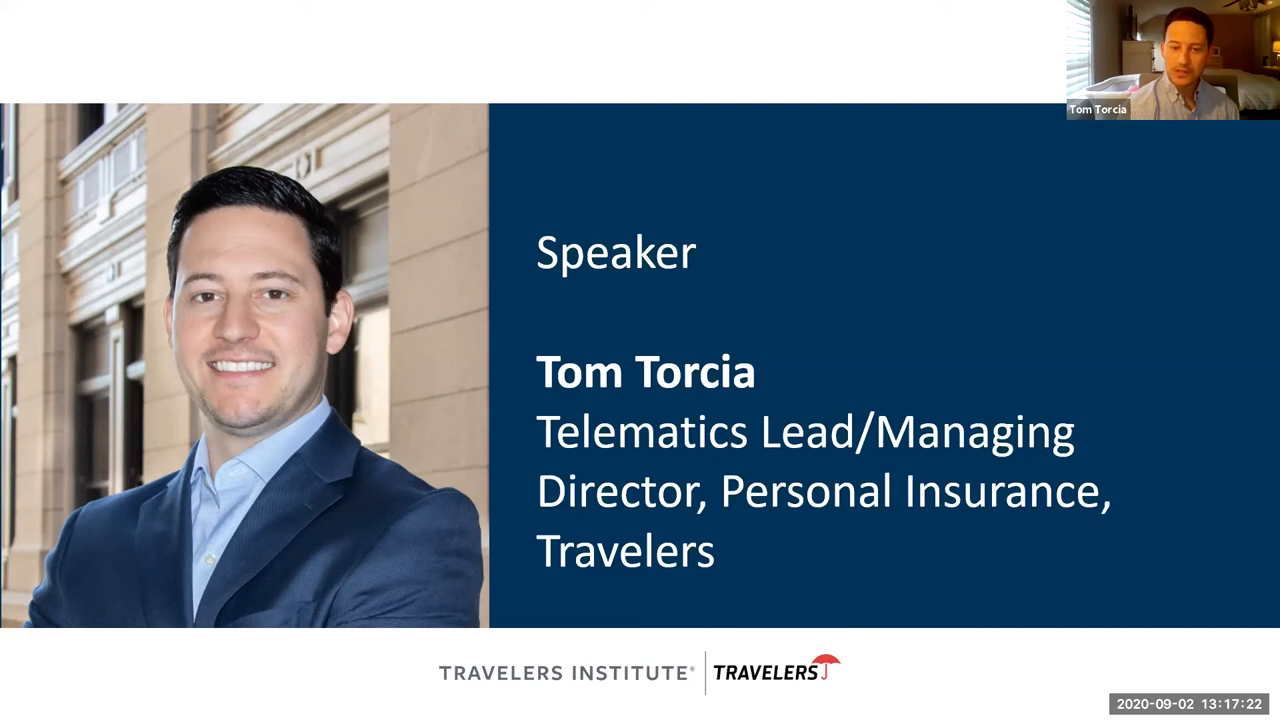 Tom Torcia
Speaker
Tom Torcia
Telematics Lead/Managing
Director, Personal Insurance,
Travelers
TRAVELERS INSTITUTE® TRAVELERS
2020-09-02 13:17:22